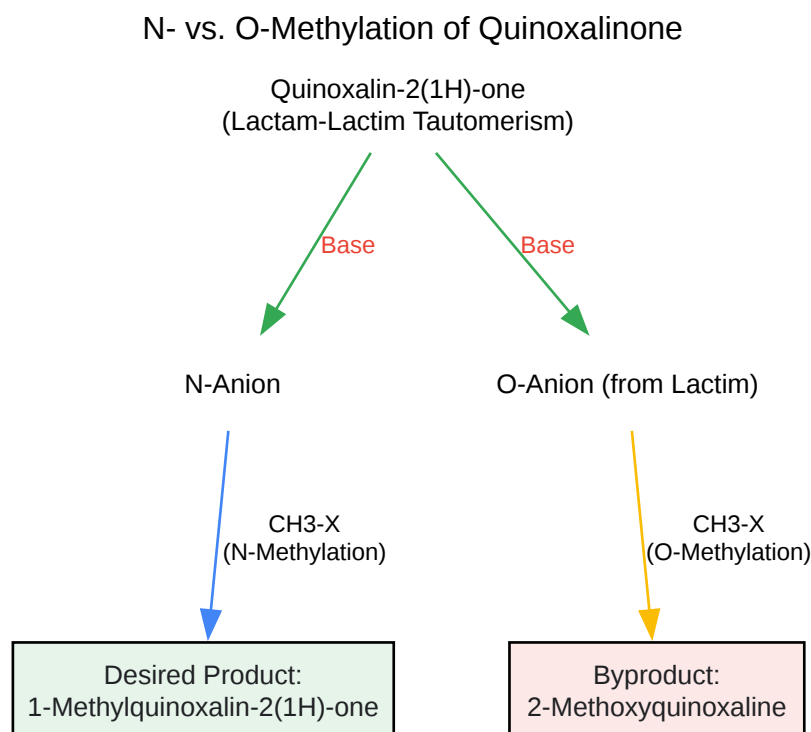 N- vs. O-Methylation of Quinoxalinone
Quinoxalin-2(1H)-one
(Lactam-Lactim Tautomerism)
Base
Base
N-Anion
O-Anion (from Lactim)
CH3-X
(N-Methylation)
CH3-X
(O-Methylation)
Desired Product:
1-Methylquinoxalin-2(1H)-one
Byproduct:
2-Methoxyquinoxaline